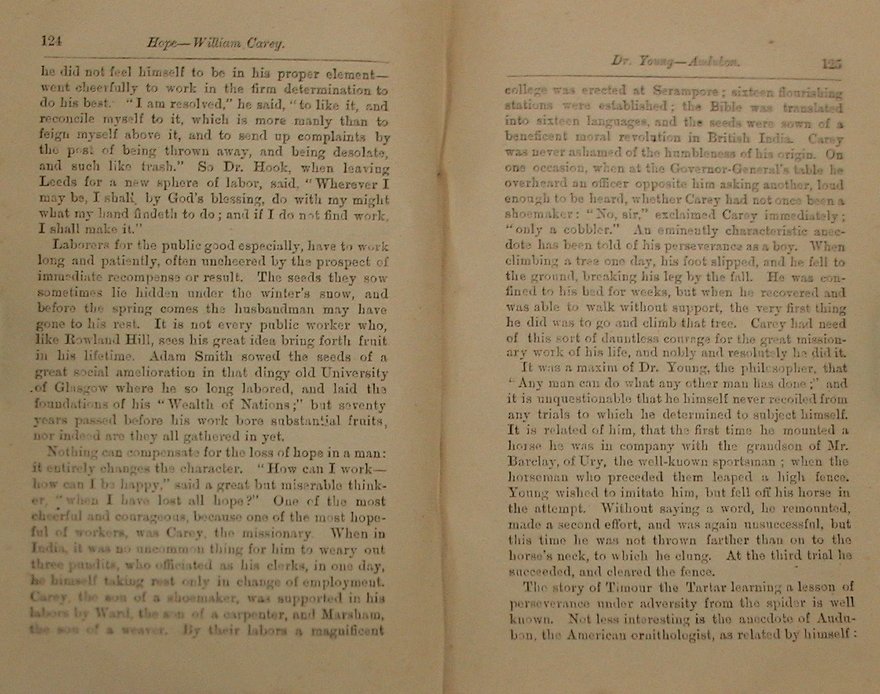 124
Hope—William Carey.
he did not feel himself to be in his proper element—
went cheerfully to work in the firm determination to
do his best. "I am resolved," he said, "to like it, and
reconcile myself to it, which is more manly than to
feign myself above it, and to send up complaints by
the post of being thrown away, and being desolate,
and such like trash." So Dr. Hook, when leaving
Leeds for a new sphere of labor, said, "Wherever I
may be, I shall, by God's blessing, do with my might
what my hand findeth to do; and if I do not find work,
I shall make it."
Laborers for the public good especially, have to work
long and patiently, often uncheered by the prospect of
immediate recompense or result. The seeds they sow
sometimes lie hidden under the winter's snow, and
before the spring comes the husbandman may have
gone to his rest. It is not every public worker who,
like Rowland Hill, sees his great idea bring forth fruit
in his lifetime. Adam Smith sowed the seeds of a
great social amelioration in that dingy old University
of Glasgow where he so long labored, and laid the
foundations of his "Wealth of Nations;" but seventy
years passed before his work bore substantial fruits,
nor indeed are they all gathered in yet.
Nothing can compensate for the loss of hope in a man:
it entirely changes the character. "How can I work—
how can I be happy," said a great but miserable think-
er, "when I have lost all hope?" One of the most
cheerful and courageous, because one of the most hope-
ful of workers, was Carey, the missionary. When in
India, it was no uncommon thing for him to weary out
three pundits, who officiated as his clerks, in one day,
he himself taking rest only in change of employment.
Carey, the son of a shoemaker, was supported in his
labors by Ward, the son of a carpenter, and Marsham,
the son of a weaver. By their labors a magnificent
Dr. Young—Audubon.
125
college was erected at Serampore; sixteen flourishing
stations were established; the Bible was translated
into sixteen languages, and the seeds were sown of a
beneficent moral revolution in British India. Carey
was never ashamed of the humbleness of his origin. On
one occasion, when at the Governor-General's table he
overheard an officer opposite him asking another, loud
enough to be heard, whether Carey had not once been a
shoemaker: "No, sir," exclaimed Carey immediately;
"only a cobbler." An eminently characteristic anec-
dote has been told of his perseverance as a boy. When
climbing a tree one day, his foot slipped, and he fell to
the ground, breaking his leg by the fall. He was con-
fined to his bed for weeks, but when he recovered and
was able to walk without support, the very first thing
he did was to go and climb that tree. Carey had need
of this sort of dauntless courage for the great mission-
ary work of his life, and nobly and resolutely he did it.
It was a maxim of Dr. Young, the philosopher, that
"Any man can do what any other man has done;" and
it is unquestionable that he himself never recoiled from
any trials to which he determined to subject himself.
It is related of him, that the first time he mounted a
horse he was in company with the grandson of Mr.
Barclay, of Ury, the well-known sportsman; when the
horseman who preceded them leaped a high fence.
Young wished to imitate him, but fell off his horse in
the attempt. Without saying a word, he remounted,
made a second effort, and was again unsuccessful, but
this time he was not thrown farther than on to the
horse's neck, to which he clung. At the third trial he
succeeded, and cleared the fence.
The story of Timour the Tartar learning a lesson of
perseverance under adversity from the spider is well
known. Not less interesting is the anecdote of Audu-
bon, the American ornithologist, as related by himself: